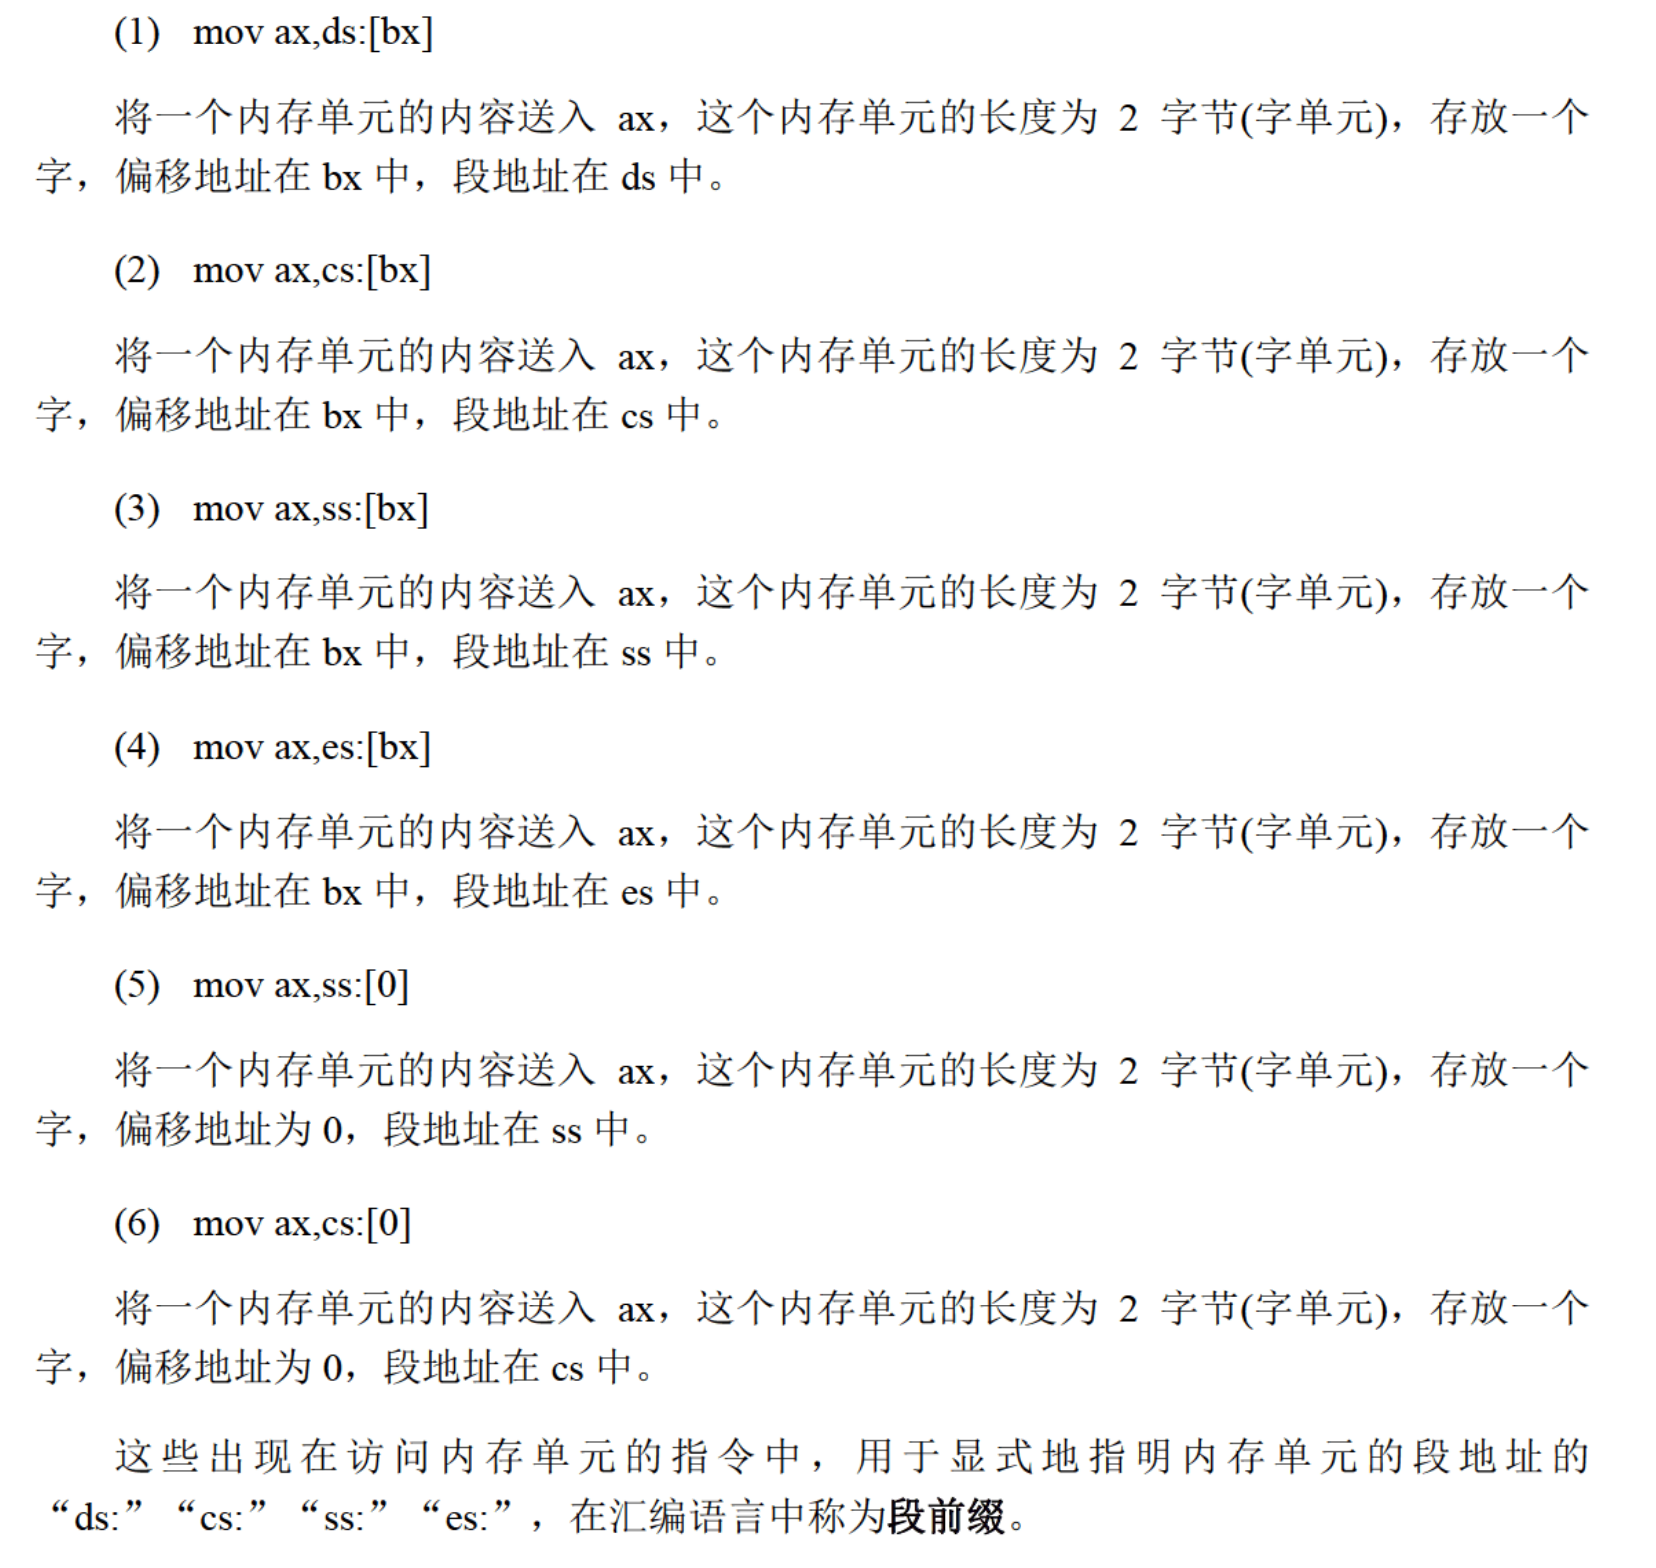 (1) mov ax,ds:[bx]
将一个内存单元的内容送入 ax，这个内存单元的长度为 2 字节(字单元)，存放一个
字，偏移地址在 bx 中，段地址在 ds 中。
(2) mov ax,cs:[bx]
将一个内存单元的内容送入 ax，这个内存单元的长度为 2 字节(字单元)，存放一个
字，偏移地址在 bx 中，段地址在 cs 中。
(3) mov ax,ss:[bx]
将一个内存单元的内容送入 ax，这个内存单元的长度为 2 字节(字单元)，存放一个
字，偏移地址在 bx 中，段地址在 ss 中。
(4) mov ax,es:[bx]
将一个内存单元的内容送入 ax，这个内存单元的长度为 2 字节(字单元)，存放一个
字，偏移地址在 bx 中，段地址在 es 中。
(5) mov ax,ss:[0]
将一个内存单元的内容送入 ax，这个内存单元的长度为 2 字节(字单元)，存放一个
字，偏移地址为 0，段地址在 ss 中。
(6) mov ax,cs:[0]
将一个内存单元的内容送入 ax，这个内存单元的长度为 2 字节(字单元)，存放一个
字，偏移地址为 0，段地址在 cs 中。
这些出现在访问内存单元的指令中，用于显式地指明内存单元的段地址的
“ds:”“cs:”“ss:”“es:”，在汇编语言中称为段前缀。